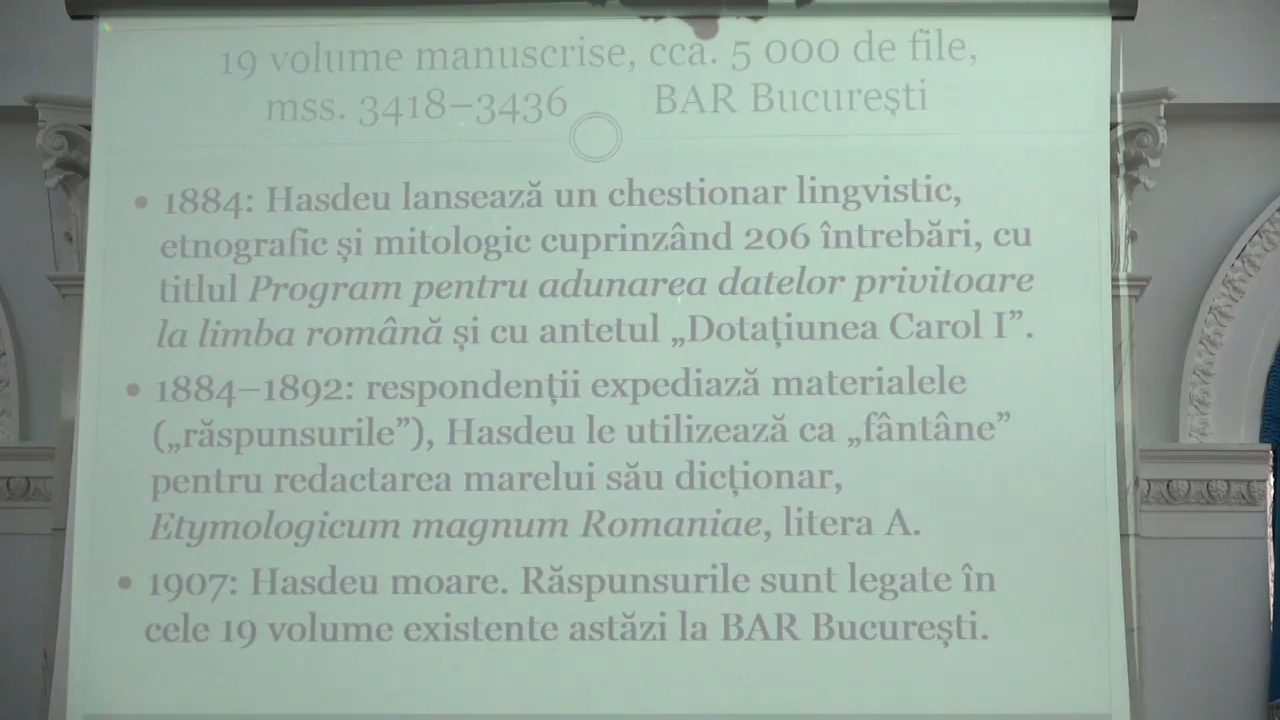 19 volume manuscrise, cca. 5 000 de file,
mss. 3418–3436 BAR București
• 1884: Hasdeu lansează un chestionar lingvistic,
etnografic și mitologic cuprinzând 206 întrebări, cu
titlul Program pentru adunarea datelor privitoare
la limba română și cu antetul „Dotațiunea Carol I”.
• 1884–1892: respondenții expediază materialele
(„răspunsurile”), Hasdeu le utilizează ca „fântâne”
pentru redactarea marelui său dicționar,
Etymologicum magnum Romaniae, litera A.
• 1907: Hasdeu moare. Răspunsurile sunt legate în
cele 19 volume existente astăzi la BAR București.